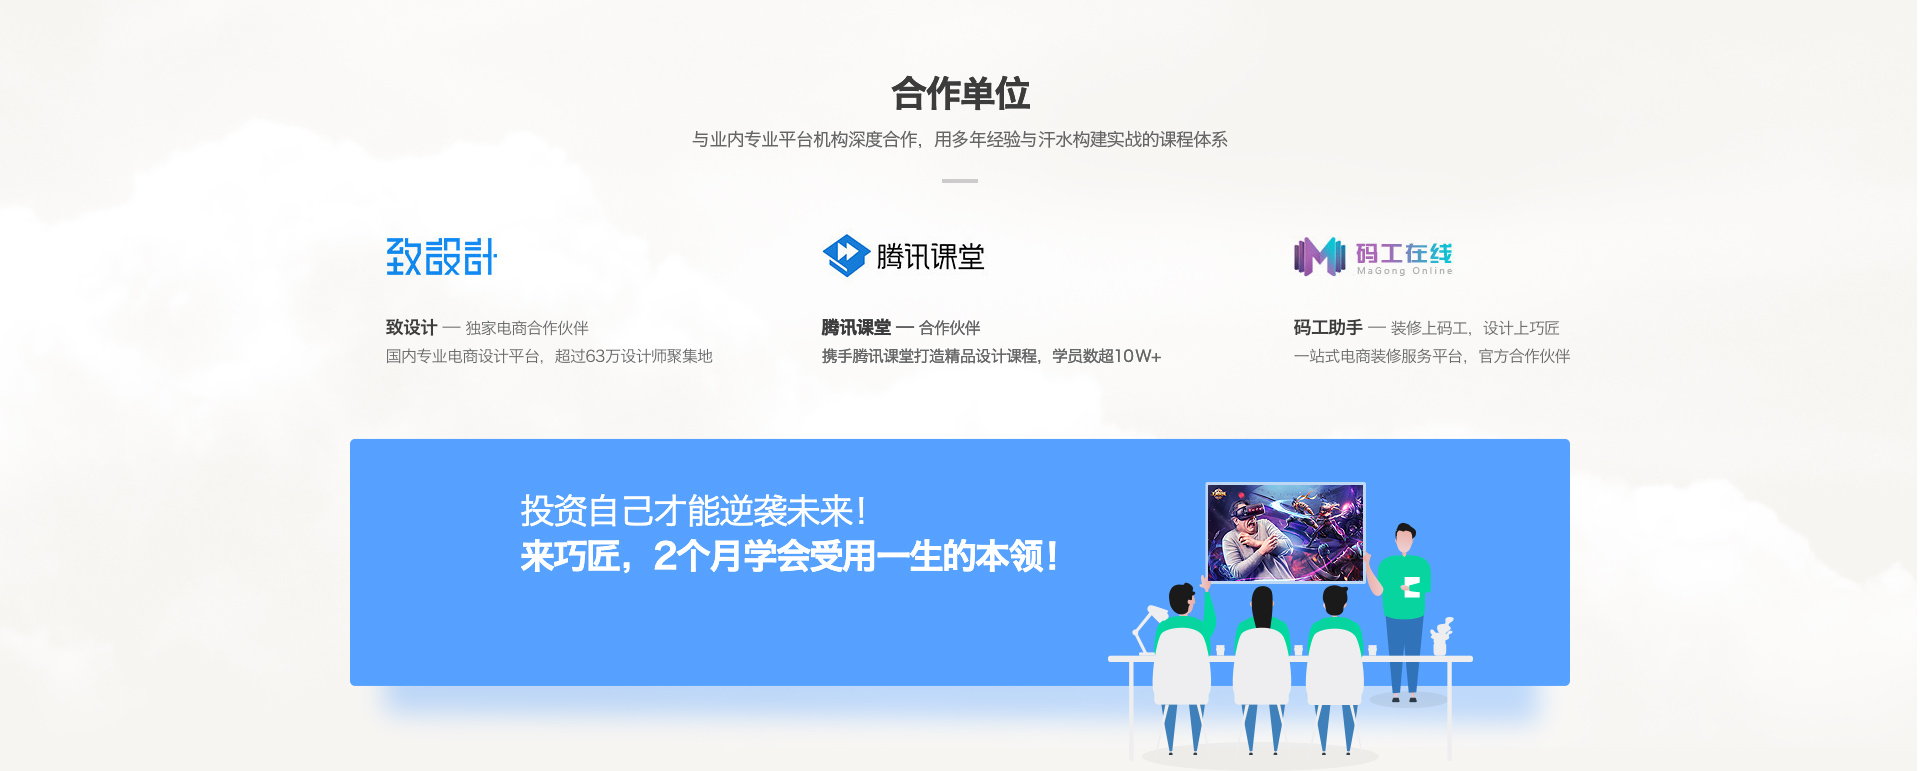 合作单位
与业内专业平台机构深度合作，用多年经验与汗水构建实战的课程体系
致設計
腾讯课堂
码工在线
MaGong Online
致设计 — 独家电商合作伙伴
国内专业电商设计平台，超过63万设计师聚集地
腾讯课堂 — 合作伙伴
携手腾讯课堂打造精品设计课程，学员数超10W+
码工助手 — 装修上码工，设计上巧匠
一站式电商装修服务平台，官方合作伙伴
投资自己才能逆袭未来！
来巧匠，2个月学会受用一生的本领！